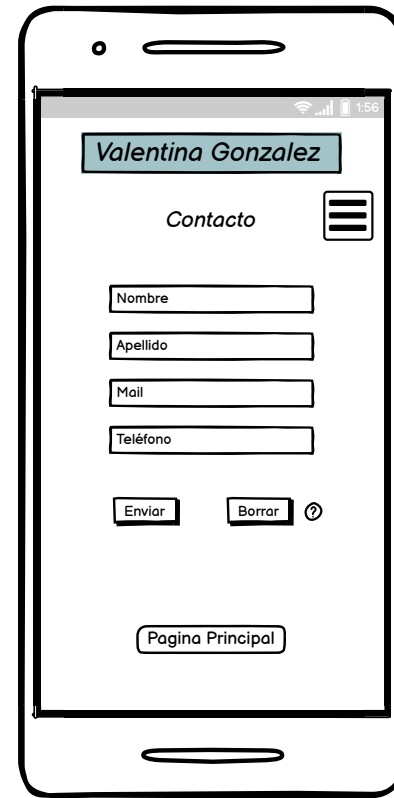 1:56
Valentina Gonzalez
Contacto
Nombre
Apellido
Mail
Teléfono
Enviar Borrar ?
Pagina Principal